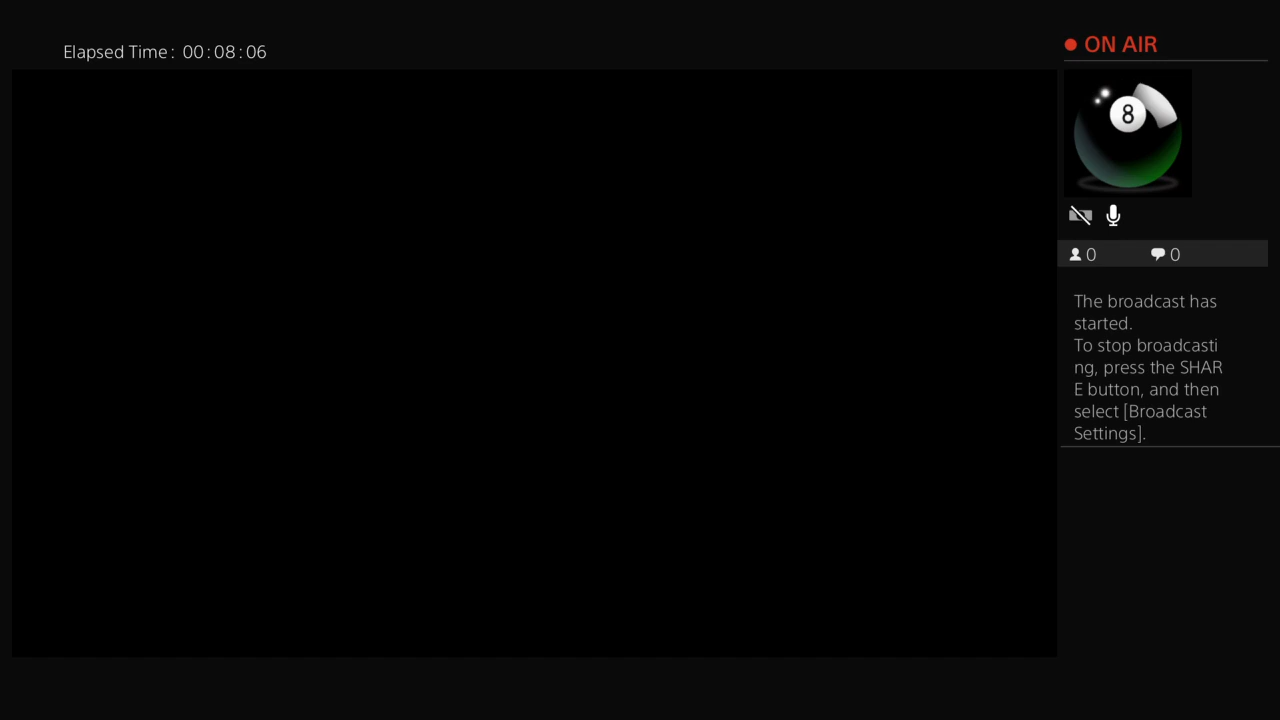 Elapsed Time: 00:08:06
ON AIR
8
0 0
The broadcast has
started.
To stop broadcasti
ng, press the SHAR
E button, and then
select [Broadcast
Settings].